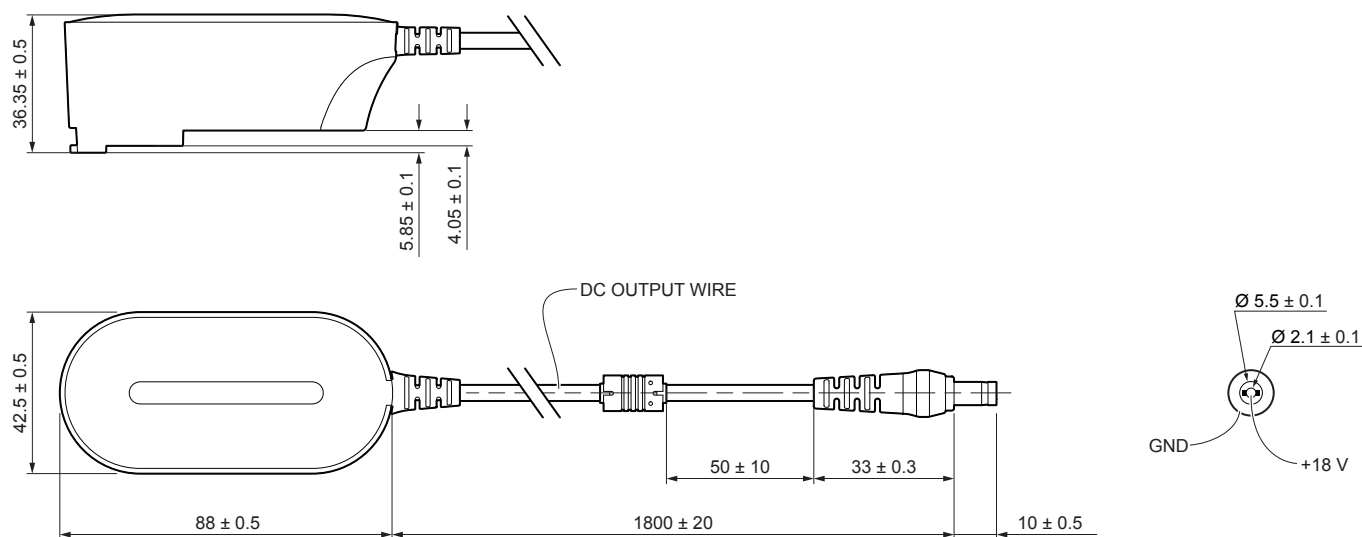 36.35 ± 0.5
5.85 ± 0.1
4.05 ± 0.1
DC OUTPUT WIRE
42.5 ± 0.5
Ø 5.5 ± 0.1
Ø 2.1 ± 0.1
GND
+18 V
50 ± 10
33 ± 0.3
88 ± 0.5
1800 ± 20
10 ± 0.5